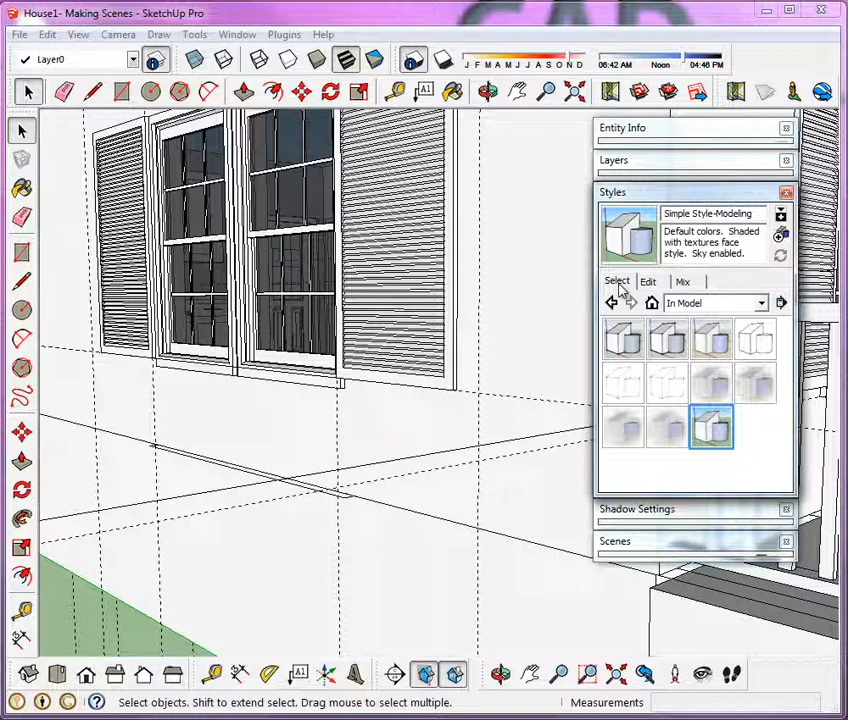 House1- Making Scenes - SketchUp Pro
File Edit View Camera Draw Tools Window Plugins Help
Layer0
J F M A M J J A S O N D
06:42 AM Noon 04:46 PM
A1
Entity Info
Layers
Styles
Simple Style-Modeling
Default colors. Shaded
with textures face
style. Sky enabled.
Select Edit Mix
In Model
Shadow Settings
Scenes
A1
Select objects. Shift to extend select. Drag mouse to select multiple.
Measurements